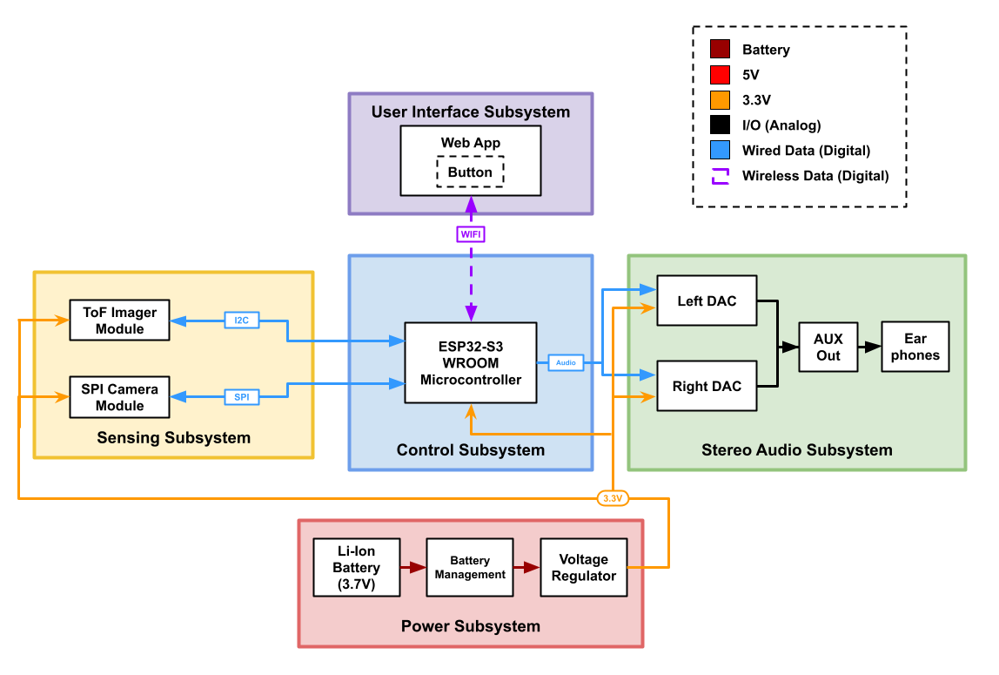 Battery
5V
3.3V
I/O (Analog)
Wired Data (Digital)
Wireless Data (Digital)
User Interface Subsystem
Web App
Button
WIFI
ToF Imager
Module
I2C
SPI Camera
Module
SPI
Sensing Subsystem
ESP32-S3
WROOM
Microcontroller
Audio
Control Subsystem
Left DAC
Right DAC
AUX
Out
Ear
phones
Stereo Audio Subsystem
3.3V
Li-Ion
Battery
(3.7V)
Battery
Management
Voltage
Regulator
Power Subsystem